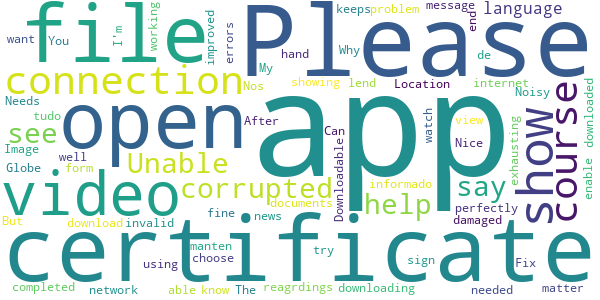 file Please
want You I'm working improved errors keeps problem message end language
My hand Why de
connection Nos showing lend Location internet Noisy
Needs open app After Can watch view
see tudo well Nice
Image Unable Downloadable show course exhausting enable downloaded
Globe form
video corrupted documents help informado say perfectly
But download invalid fine news damaged
certificate
manten choose using try sign Fix
completed network able know The reagrdings downloading needed matter